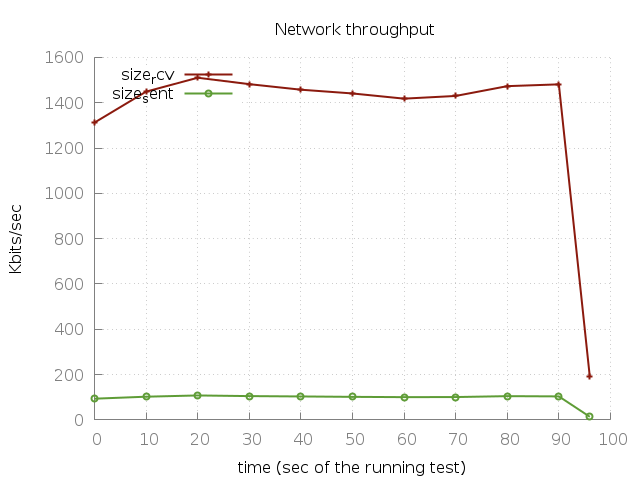 Network throughput
size_rcv
size_sent
1600
1400
1200
1000
800
600
400
200
0
Kbits/sec
0 10 20 30 40 50 60 70 80 90 100
time (sec of the running test)